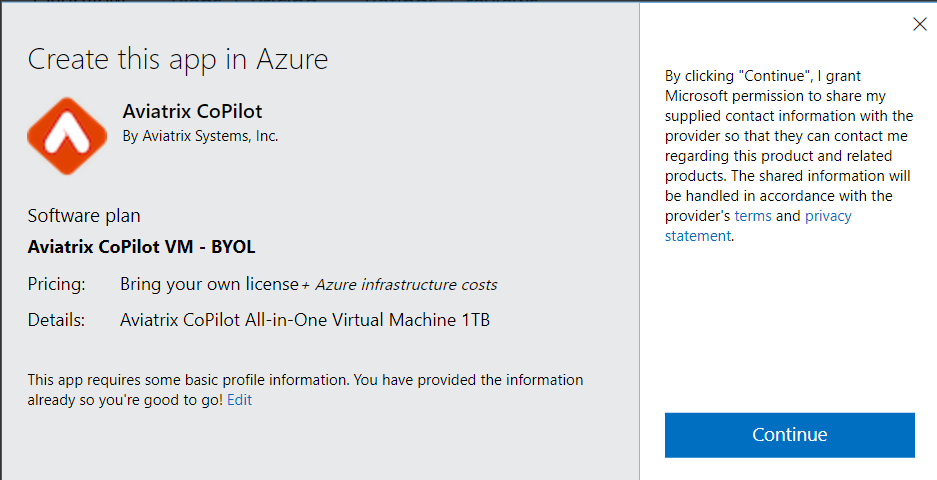 Create this app in Azure
Aviatrix CoPilot
By Aviatrix Systems, Inc.
Software plan
Aviatrix CoPilot VM - BYOL
Pricing: Bring your own license + Azure infrastructure costs
Details: Aviatrix CoPilot All-in-One Virtual Machine 1TB
This app requires some basic profile information. You have provided the information
already so you're good to go! Edit
By clicking "Continue", I grant
Microsoft permission to share my
supplied contact information with the
provider so that they can contact me
regarding this product and related
products. The shared information will
be handled in accordance with the
provider's terms and privacy
statement.
Continue